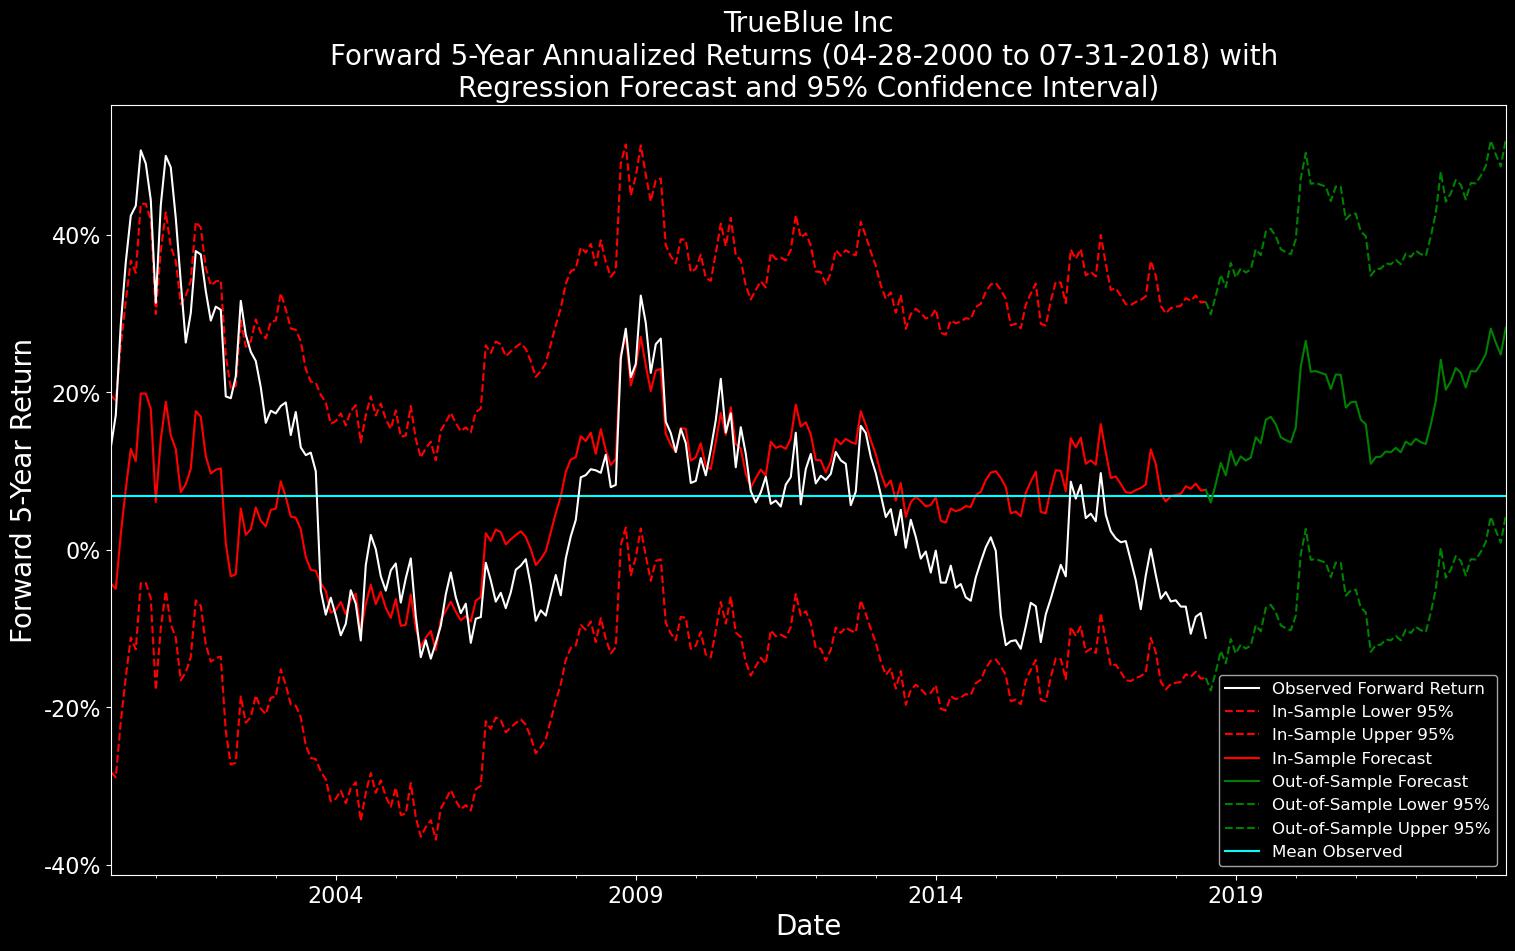 TrueBlue Inc
Forward 5-Year Annualized Returns (04-28-2000 to 07-31-2018) with
Regression Forecast and 95% Confidence Interval)
Forward 5-Year Return
40%
20%
0%
-20%
-40%
Observed Forward Return
In-Sample Lower 95%
In-Sample Upper 95%
In-Sample Forecast
Out-of-Sample Forecast
Out-of-Sample Lower 95%
Out-of-Sample Upper 95%
Mean Observed
2004 2009 2014 2019
Date